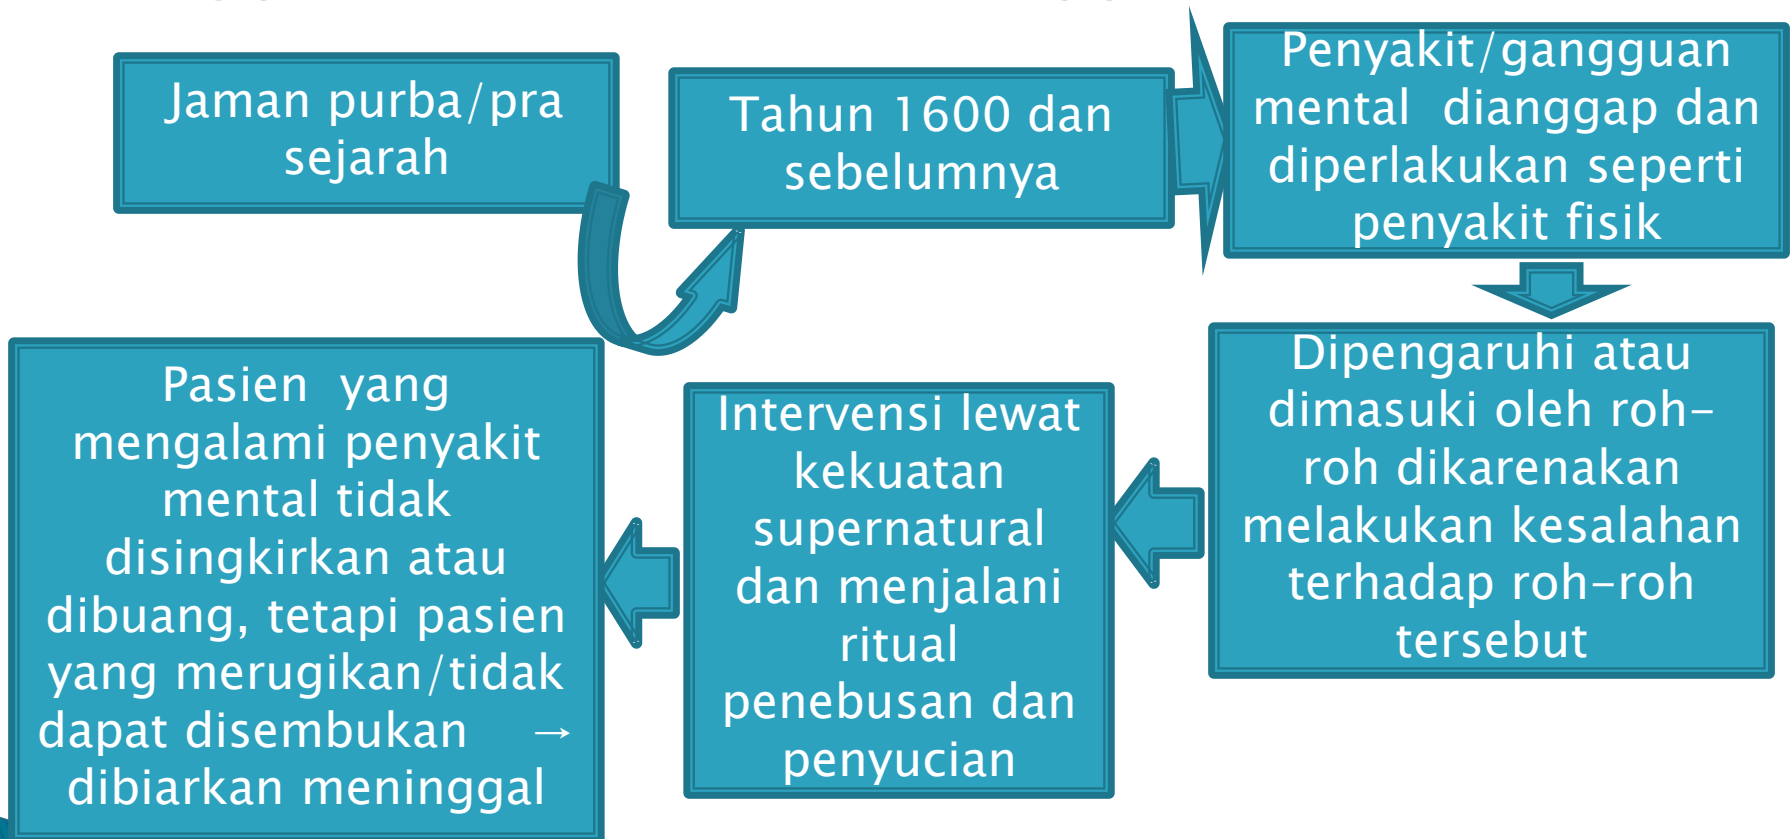 Jaman purba/pra
sejarah
Tahun 1600 dan
sebelumnya
Penyakit/gangguan
mental dianggap dan
diperlakukan seperti
penyakit fisik
Dipengaruhi atau
dimasuki oleh roh-
roh dikarenakan
melakukan kesalahan
terhadap roh-roh
tersebut
Intervensi lewat
kekuatan
supernatural
dan menjalani
ritual
penebusan dan
penyucian
Pasien yang
mengalami penyakit
mental tidak
disingkirkan atau
dibuang, tetapi pasien
yang merugikan/tidak
dapat disembukan →
dibiarkan meninggal